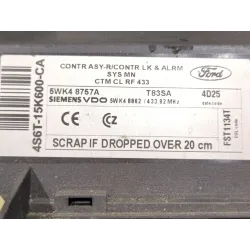 CONTR ASY-R/CONTR LK & ALRM
SYS MN
CTM CL RF 433
Ford
5WK4 8757A T83SA 4D25
SIEMENS VDO 5WK4 8862 / 433.92 MHz
CE CZ
SCRAP IF DROPPED OVER 20 cm
4S6T-15K600-CA
FST1134T